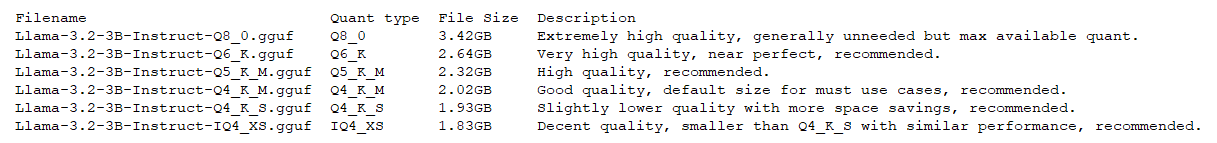 Filename Quant type File Size Description
Llama-3.2-3B-Instruct-Q8_0.gguf Q8_0 3.42GB Extremely high quality, generally unneeded but max available quant.
Llama-3.2-3B-Instruct-Q6_K.gguf Q6_K 2.64GB Very high quality, near perfect, recommended.
Llama-3.2-3B-Instruct-Q5_K_M.gguf Q5_K_M 2.32GB High quality, recommended.
Llama-3.2-3B-Instruct-Q4_K_M.gguf Q4_K_M 2.02GB Good quality, default size for must use cases, recommended.
Llama-3.2-3B-Instruct-Q4_K_S.gguf Q4_K_S 1.93GB Slightly lower quality with more space savings, recommended.
Llama-3.2-3B-Instruct-IQ4_XS.gguf IQ4_XS 1.83GB Decent quality, smaller than Q4_K_S with similar performance, recommended.